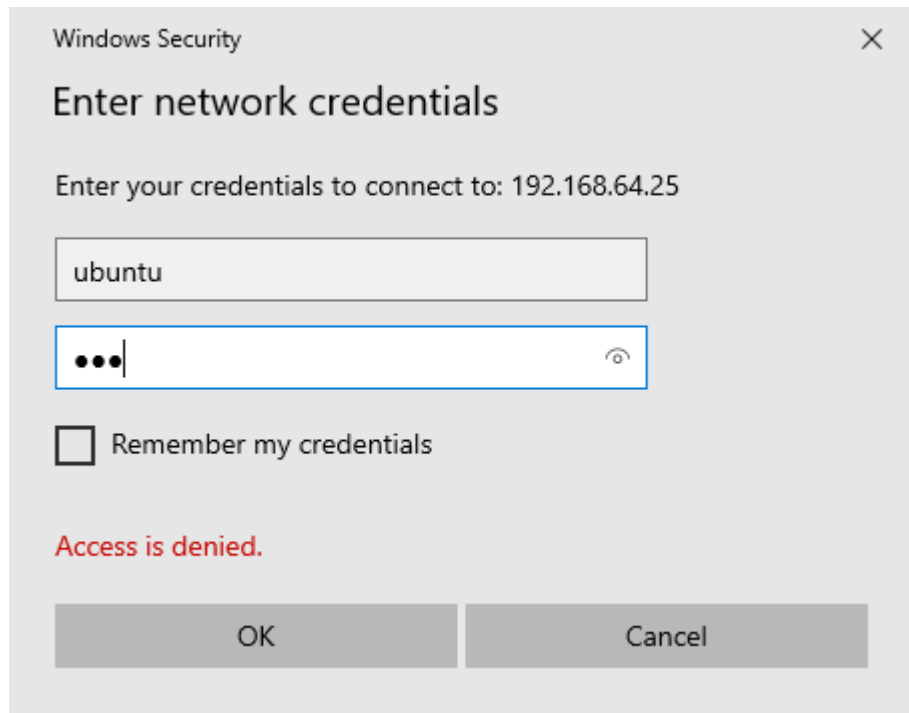 Windows Security
Enter network credentials
Enter your credentials to connect to: 192.168.64.25
ubuntu
•••
Remember my credentials
Access is denied.
OK
Cancel